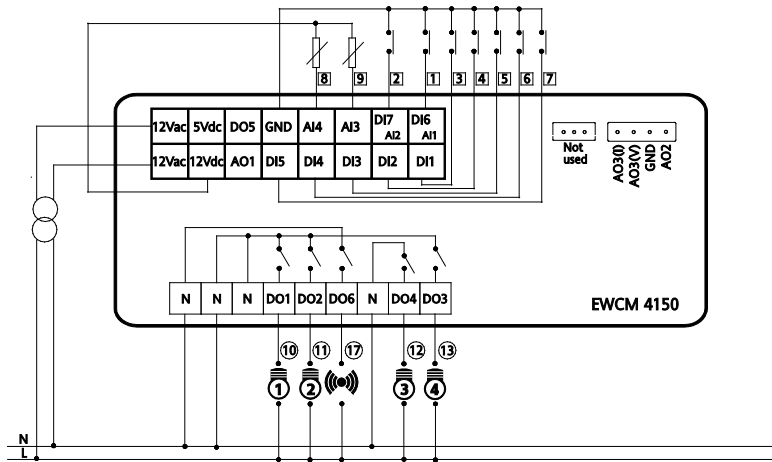 8 9 2 1 3 4 5 6 7
12Vac 5Vdc DO5 GND AI4 AI3 DI7 AI2 DI6 AI1
12Vac 12Vdc AO1 DI5 DI4 DI3 DI2 DI1
Not used
AO3(I) AO3(V) GND AO2
N N N DO1 DO2 DO6 N DO4 DO3
EWCM 4150
10 11 17 12 13
1 2 3 4
N
L